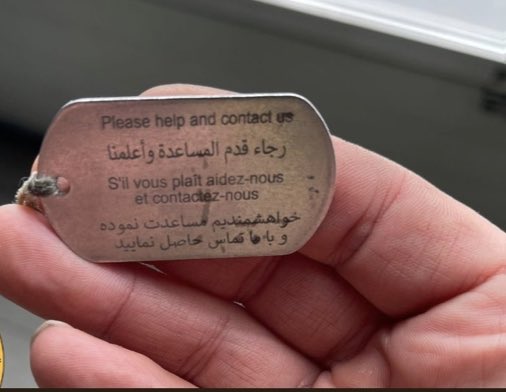 Please help and contact us
رجاء قدم المساعدة وأعلمنا
S'il vous plaît aidez-nous
et contactez-nous
خواهشمندیم مساعدت نموده
و با ما تماس حاصل نمایید